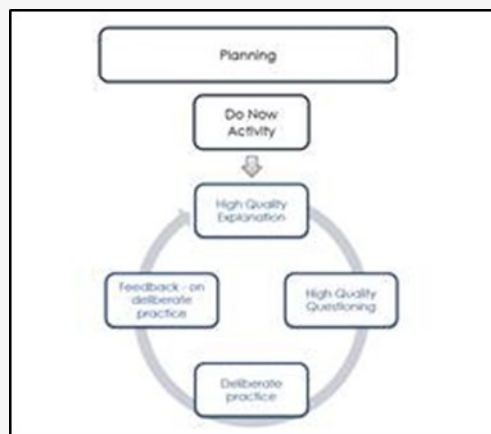 Planning
Do Now
Activity
High Quality
Explanation
High Quality
Questioning
Deliberate
practice
Feedback - on
deliberate
practice